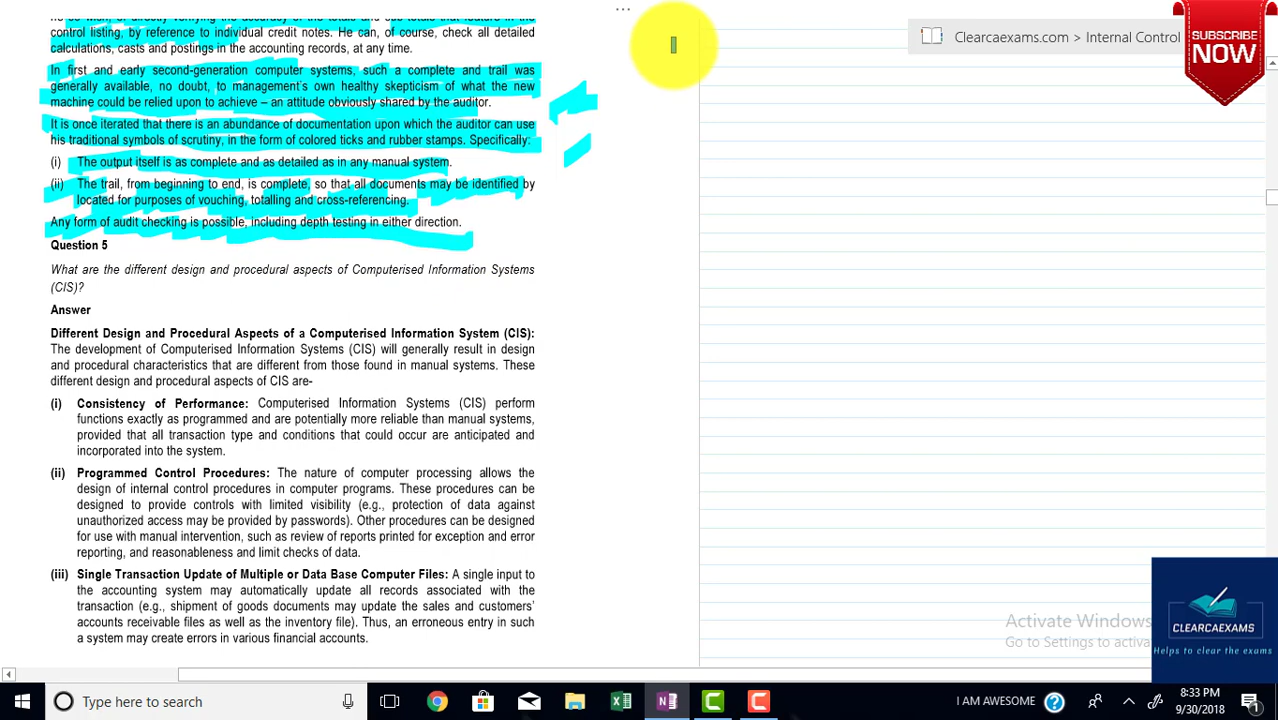 no so wish, of directly verifying the accuracy of the totals and sub-totals that feature in the
control listing, by reference to individual credit notes. He can, of course, check all detailed
calculations, casts and postings in the accounting records, at any time.
In first and early second-generation computer systems, such a complete and trail was
generally available, no doubt, to management's own healthy skepticism of what the new
machine could be relied upon to achieve – an attitude obviously shared by the auditor.
It is once iterated that there is an abundance of documentation upon which the auditor can use
his traditional symbols of scrutiny, in the form of colored ticks and rubber stamps. Specifically:
(i) The output itself is as complete and as detailed as in any manual system.
(ii) The trail, from beginning to end, is complete, so that all documents may be identified by
located for purposes of vouching, totalling and cross-referencing.
Any form of audit checking is possible, including depth testing in either direction.
Question 5
What are the different design and procedural aspects of Computerised Information Systems
(CIS)?
Answer
Different Design and Procedural Aspects of a Computerised Information System (CIS):
The development of Computerised Information Systems (CIS) will generally result in design
and procedural characteristics that are different from those found in manual systems. These
different design and procedural aspects of CIS are-
(i) Consistency of Performance: Computerised Information Systems (CIS) perform
functions exactly as programmed and are potentially more reliable than manual systems,
provided that all transaction type and conditions that could occur are anticipated and
incorporated into the system.
(ii) Programmed Control Procedures: The nature of computer processing allows the
design of internal control procedures in computer programs. These procedures can be
designed to provide controls with limited visibility (e.g., protection of data against
unauthorized access may be provided by passwords). Other procedures can be designed
for use with manual intervention, such as review of reports printed for exception and error
reporting, and reasonableness and limit checks of data.
(iii) Single Transaction Update of Multiple or Data Base Computer Files: A single input to
the accounting system may automatically update all records associated with the
transaction (e.g., shipment of goods documents may update the sales and customers'
accounts receivable files as well as the inventory file). Thus, an erroneous entry in such
a system may create errors in various financial accounts.
Clearcaexams.com > Internal Control
SUBSCRIBE
NOW
Activate Windows
Go to Settings to activa
CLEARCAEXAMS
Helps to clear the exams
Type here to search
I AM AWESOME
8:33 PM
9/30/2018